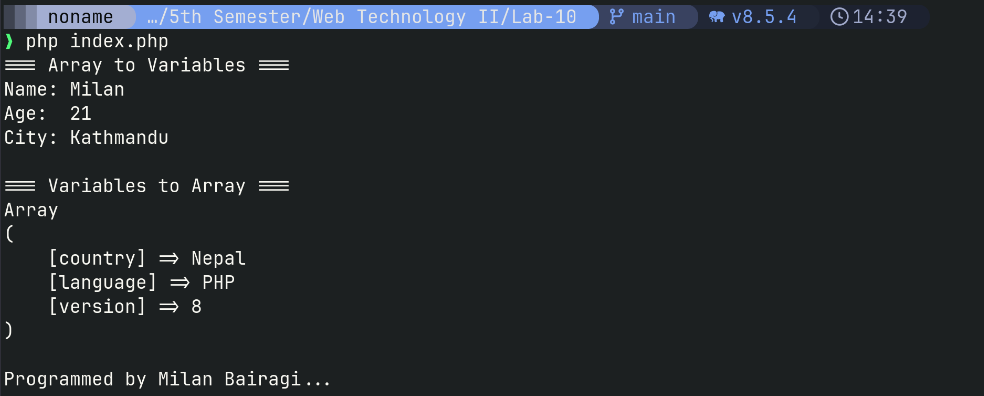 noname …/5th Semester/Web Technology II/Lab-10 main v8.5.4 14:39
❯ php index.php
=== Array to Variables ===
Name: Milan
Age:  21
City: Kathmandu
=== Variables to Array ===
Array
(
    [country] => Nepal
    [language] => PHP
    [version] => 8
)
Programmed by Milan Bairagi...